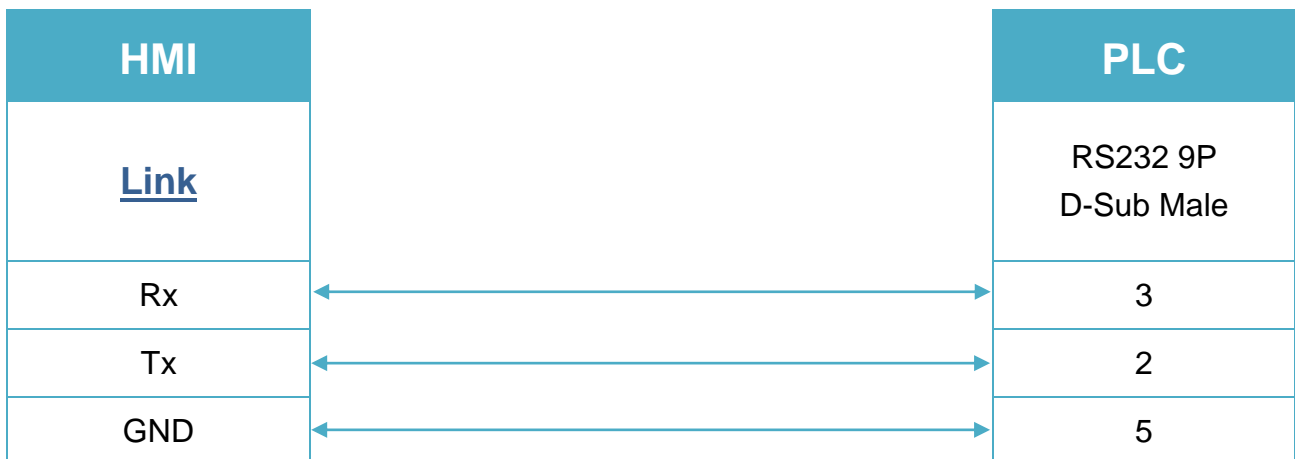 HMI
PLC
Link
RS232 9P
D-Sub Male
Rx
3
Tx
2
GND
5